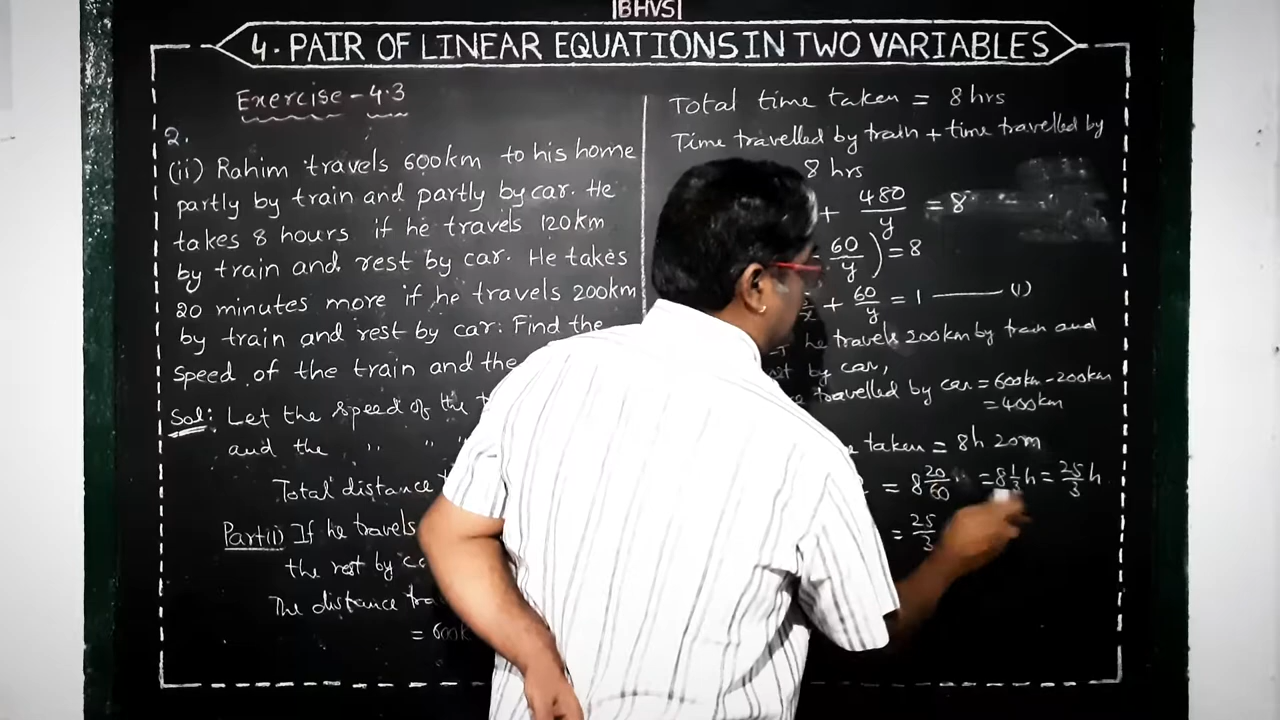 |BHVS|
4. PAIR OF LINEAR EQUATIONS IN TWO VARIABLES
Exercise - 4.3
2.
(ii) Rahim travels 600km to his home
partly by train and partly by car. He
takes 8 hours if he travels 120km
by train and rest by car. He takes
20 minutes more if he travels 200km
by train and rest by car. Find the
speed of the train and the
Sol: Let the speed of the
and the ,, ,,
Total distance
Part(i) If he travels
the rest by
The distance
= 600k
Total time taken = 8 hrs
Time travelled by train + time travelled by
8 hrs
+ 480/y = 8
60/y ) = 8
+ 60/y = 1 ——— (1)
he travels 200km by train and
by car,
travelled by car = 600km - 200km
= 400km
taken = 8h 20m
= 8 20/60 = 8 1/3 h = 25/3 h
= 25/3